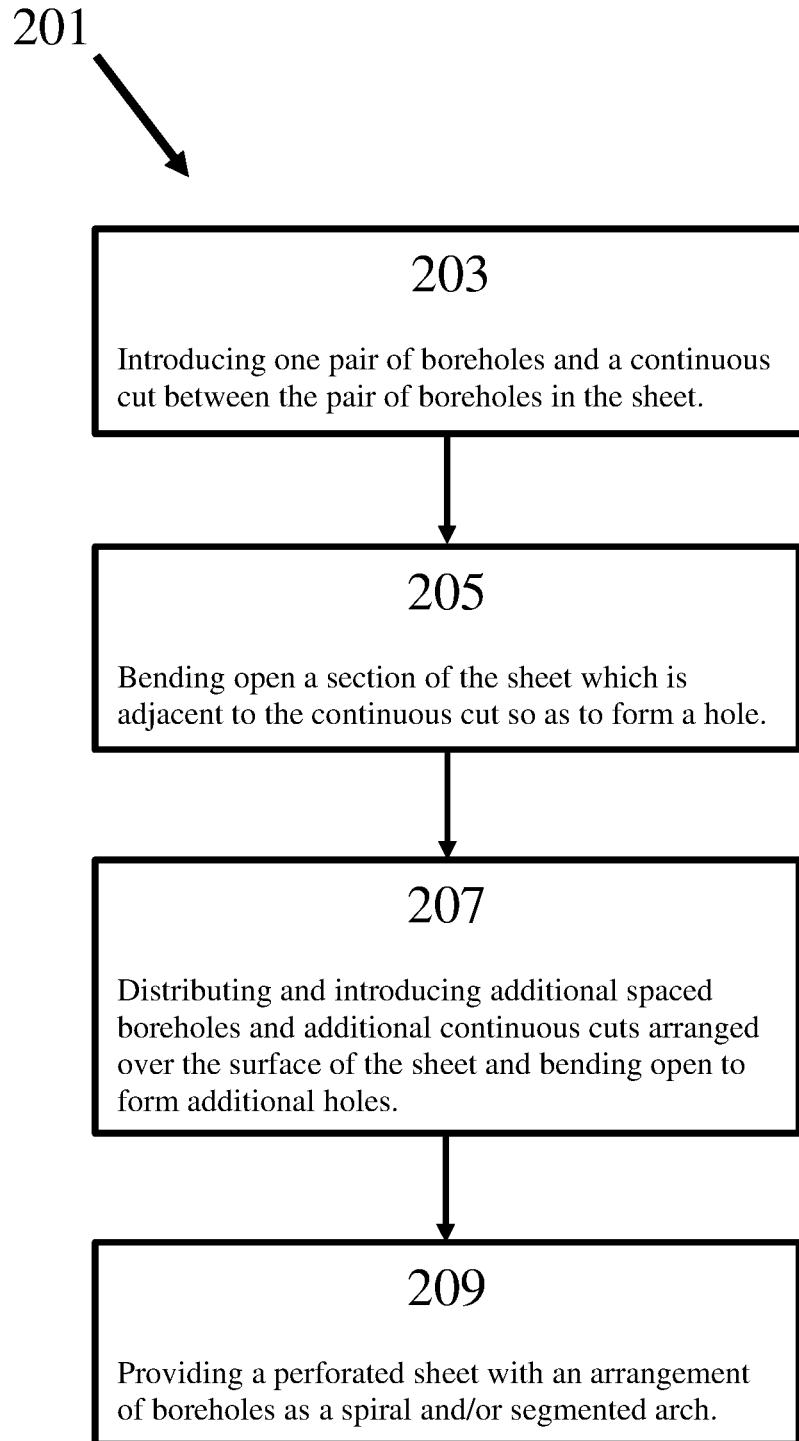 201
203
Introducing one pair of boreholes and a continuous
cut between the pair of boreholes in the sheet.
205
Bending open a section of the sheet which is
adjacent to the continuous cut so as to form a hole.
207
Distributing and introducing additional spaced
boreholes and additional continuous cuts arranged
over the surface of the sheet and bending open to
form additional holes.
209
Providing a perforated sheet with an arrangement
of boreholes as a spiral and/or segmented arch.